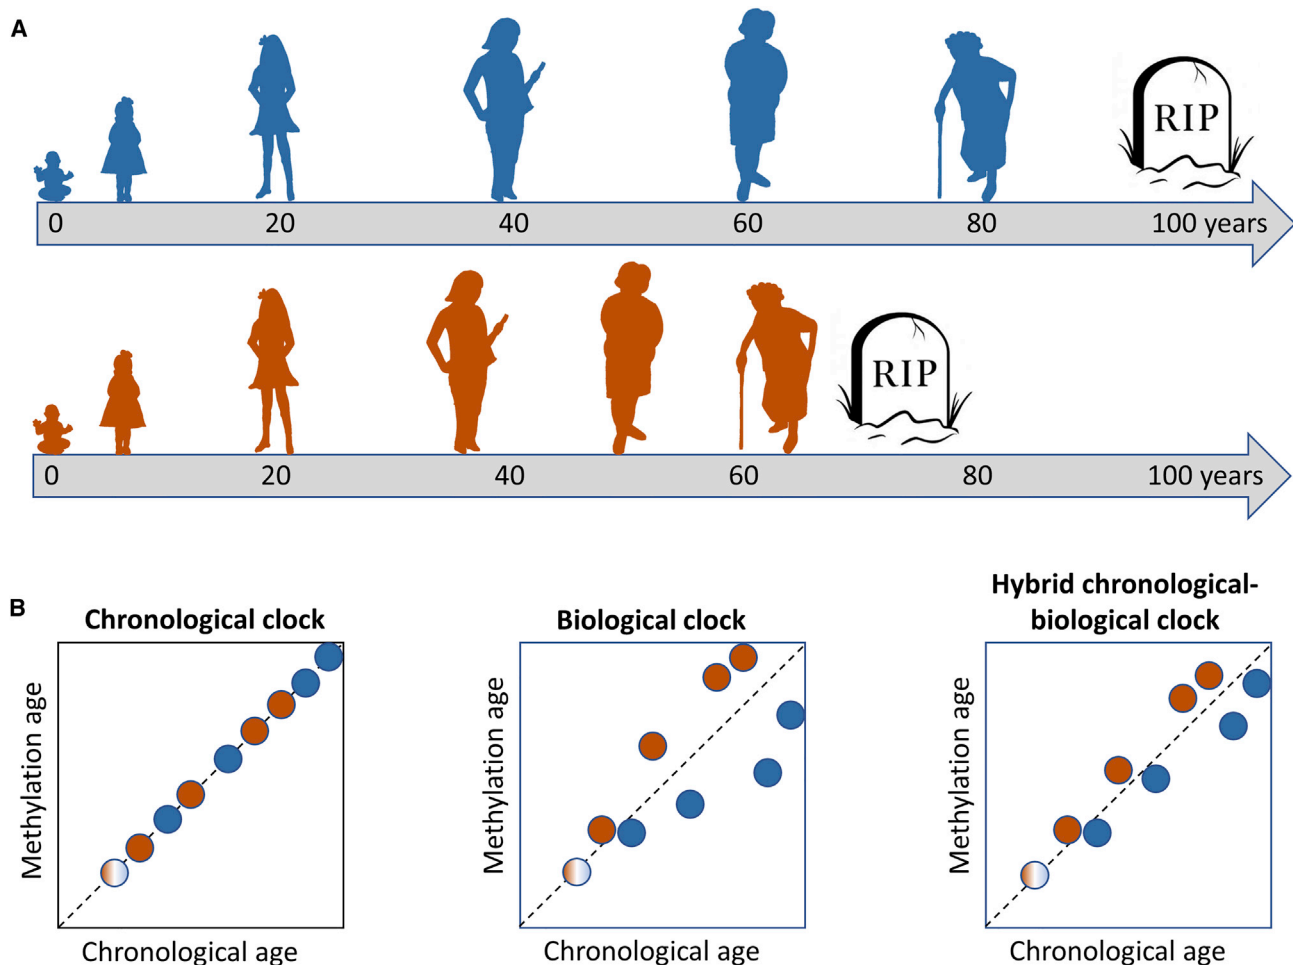 A
RIP
0 20 40 60 80 100 years
RIP
0 20 40 60 80 100 years
B
Chronological clock
Methylation age
Chronological age
Biological clock
Methylation age
Chronological age
Hybrid chronological-
biological clock
Methylation age
Chronological age